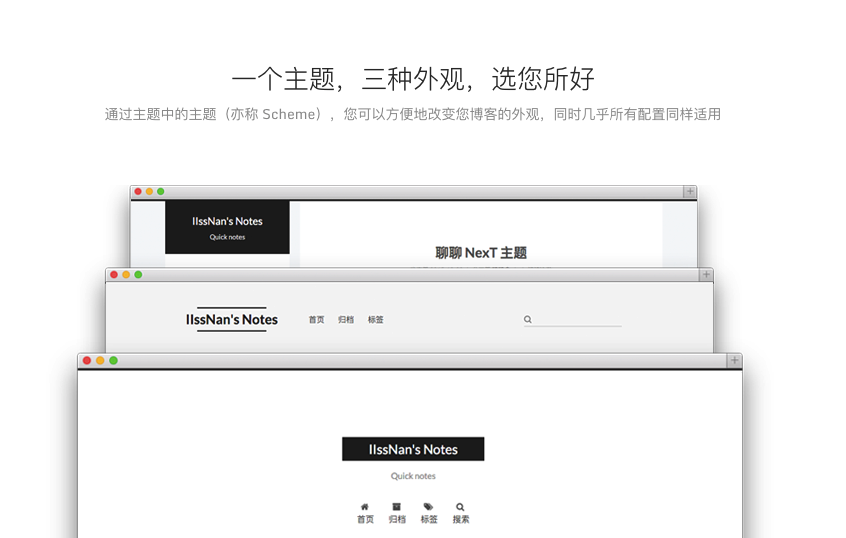 一个主题，三种外观，选您所好
通过主题中的主题（亦称 Scheme），您可以方便地改变您博客的外观，同时几乎所有配置同样适用
IIssNan's Notes
Quick notes
聊聊 NexT 主题
IIssNan's Notes 首页 归档 标签
IIssNan's Notes
Quick notes
首页 归档 标签 搜索